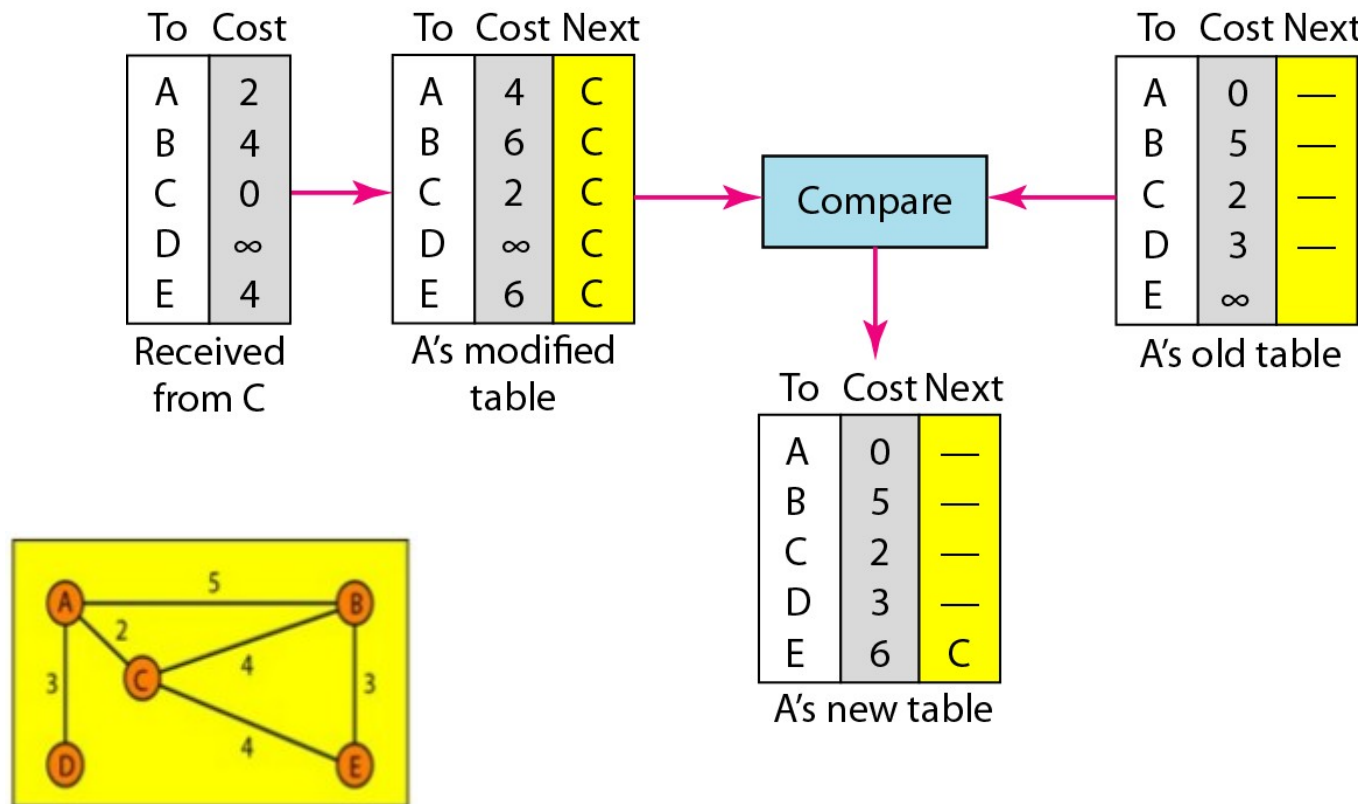 To Cost
A 2
B 4
C 0
D ∞
E 4
Received
from C
To Cost Next
A 4 C
B 6 C
C 2 C
D ∞ C
E 6 C
A's modified
table
Compare
To Cost Next
A 0 —
B 5 —
C 2 —
D 3 —
E ∞
A's old table
To Cost Next
A 0 —
B 5 —
C 2 —
D 3 —
E 6 C
A's new table
5
A B
2
4
3 C 3
4
D E